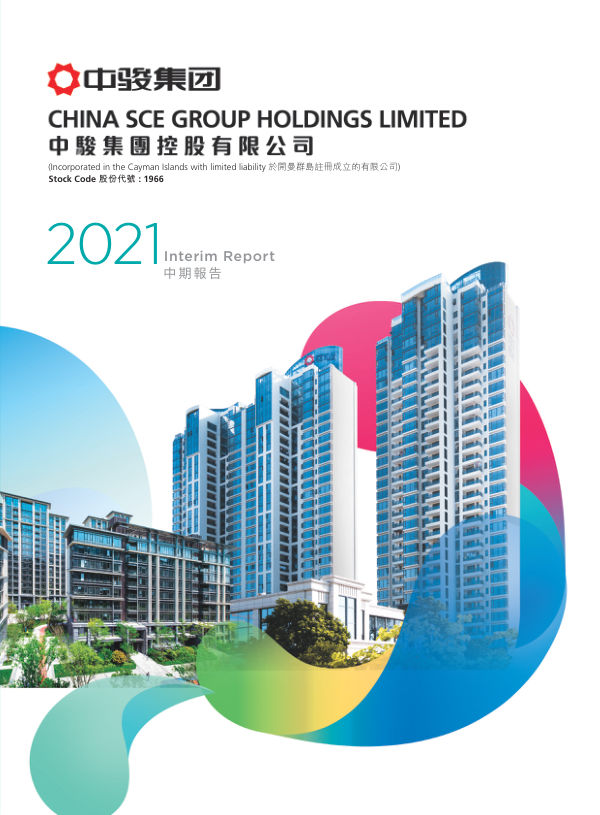 中骏集团
CHINA SCE GROUP HOLDINGS LIMITED
中駿集團控股有限公司
(Incorporated in the Cayman Islands with limited liability 於開曼群島註冊成立的有限公司)
Stock Code 股份代號 : 1966
2021 Interim Report
中期報告